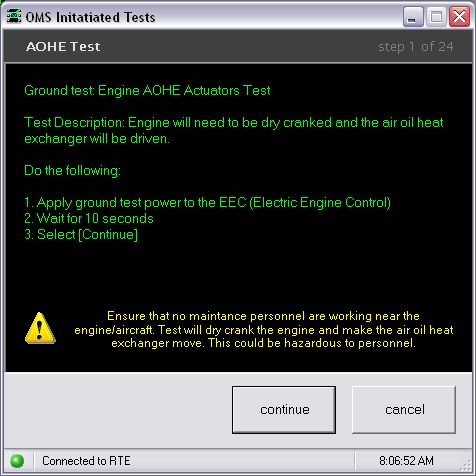 OMS Initatiated Tests
AOHE Test
step 1 of 24
Ground test: Engine AOHE Actuators Test
Test Description: Engine will need to be dry cranked and the air oil heat
exchanger will be driven.
Do the following:
1. Apply ground test power to the EEC (Electric Engine Control)
2. Wait for 10 seconds
3. Select [Continue]
Ensure that no maintance personnel are working near the
engine/aircraft. Test will dry crank the engine and make the air oil heat
exchanger move. This could be hazardous to personnel.
continue
cancel
Connected to RTE
8:06:52 AM